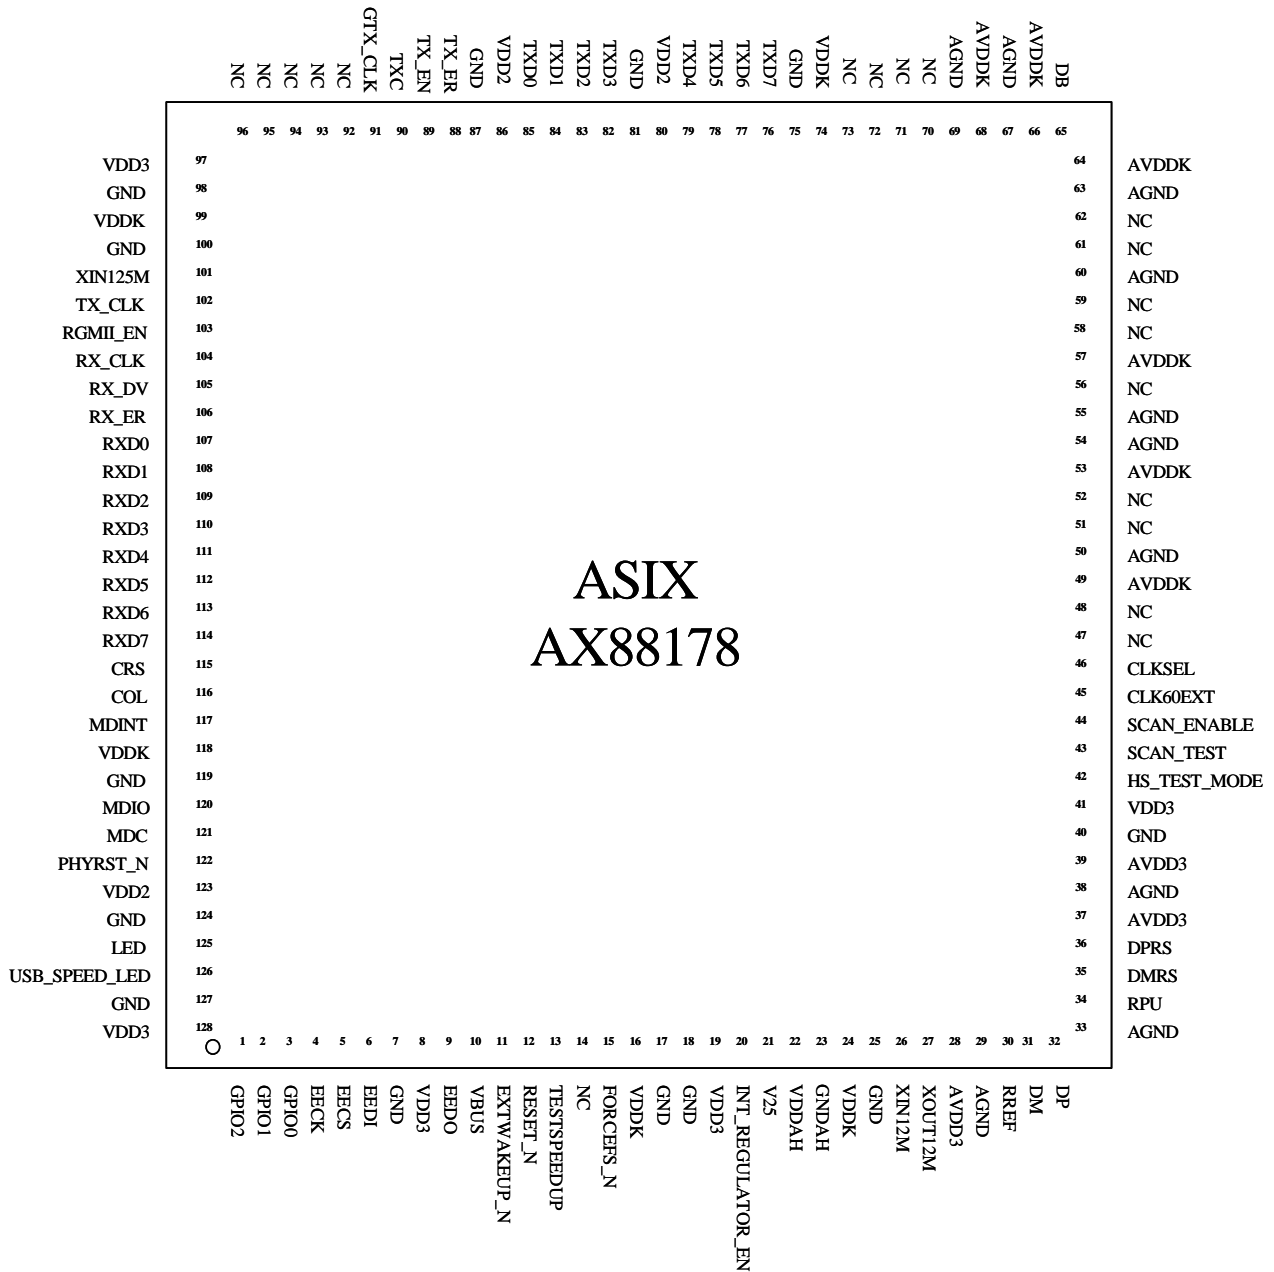 NC NC NC NC NC GTX_CLK TXC TX_EN TX_ER GND VDD2 TXD0 TXD1 TXD2 TXD3 GND VDD2 TXD4 TXD5 TXD6 TXD7 GND VDDK NC NC NC NC AGND AVDDK AGND AVDDK DB
96 95 94 93 92 91 90 89 88 87 86 85 84 83 82 81 80 79 78 77 76 75 74 73 72 71 70 69 68 67 66 65
VDD3 97 64 AVDDK
GND 98 63 AGND
VDDK 99 62 NC
GND 100 61 NC
XIN125M 101 60 AGND
TX_CLK 102 59 NC
RGMII_EN 103 58 NC
RX_CLK 104 57 AVDDK
RX_DV 105 56 NC
RX_ER 106 55 AGND
RXD0 107 54 AGND
RXD1 108 53 AVDDK
RXD2 109 52 NC
RXD3 110 51 NC
RXD4 111 50 AGND
RXD5 112 49 AVDDK
RXD6 113 48 NC
RXD7 114 47 NC
CRS 115 46 CLKSEL
COL 116 45 CLK60EXT
MDINT 117 44 SCAN_ENABLE
VDDK 118 43 SCAN_TEST
GND 119 42 HS_TEST_MODE
MDIO 120 41 VDD3
MDC 121 40 GND
PHYRST_N 122 39 AVDD3
VDD2 123 38 AGND
GND 124 37 AVDD3
LED 125 36 DPRS
USB_SPEED_LED 126 35 DMRS
GND 127 34 RPU
VDD3 128 33 AGND
ASIX
AX88178
1 2 3 4 5 6 7 8 9 10 11 12 13 14 15 16 17 18 19 20 21 22 23 24 25 26 27 28 29 30 31 32
GPIO2 GPIO1 GPIO0 EECK EECS EEDI GND VDD3 EEDO VBUS EXTWAKEUP_N RESET_N TESTSPEEDUP NC FORCEFS_N VDDK GND GND VDD3 INT_REGULATOR_EN V25 VDDAH GNDAH VDDK GND XIN12M XOUT12M AVDD3 AGND RREF DM DP